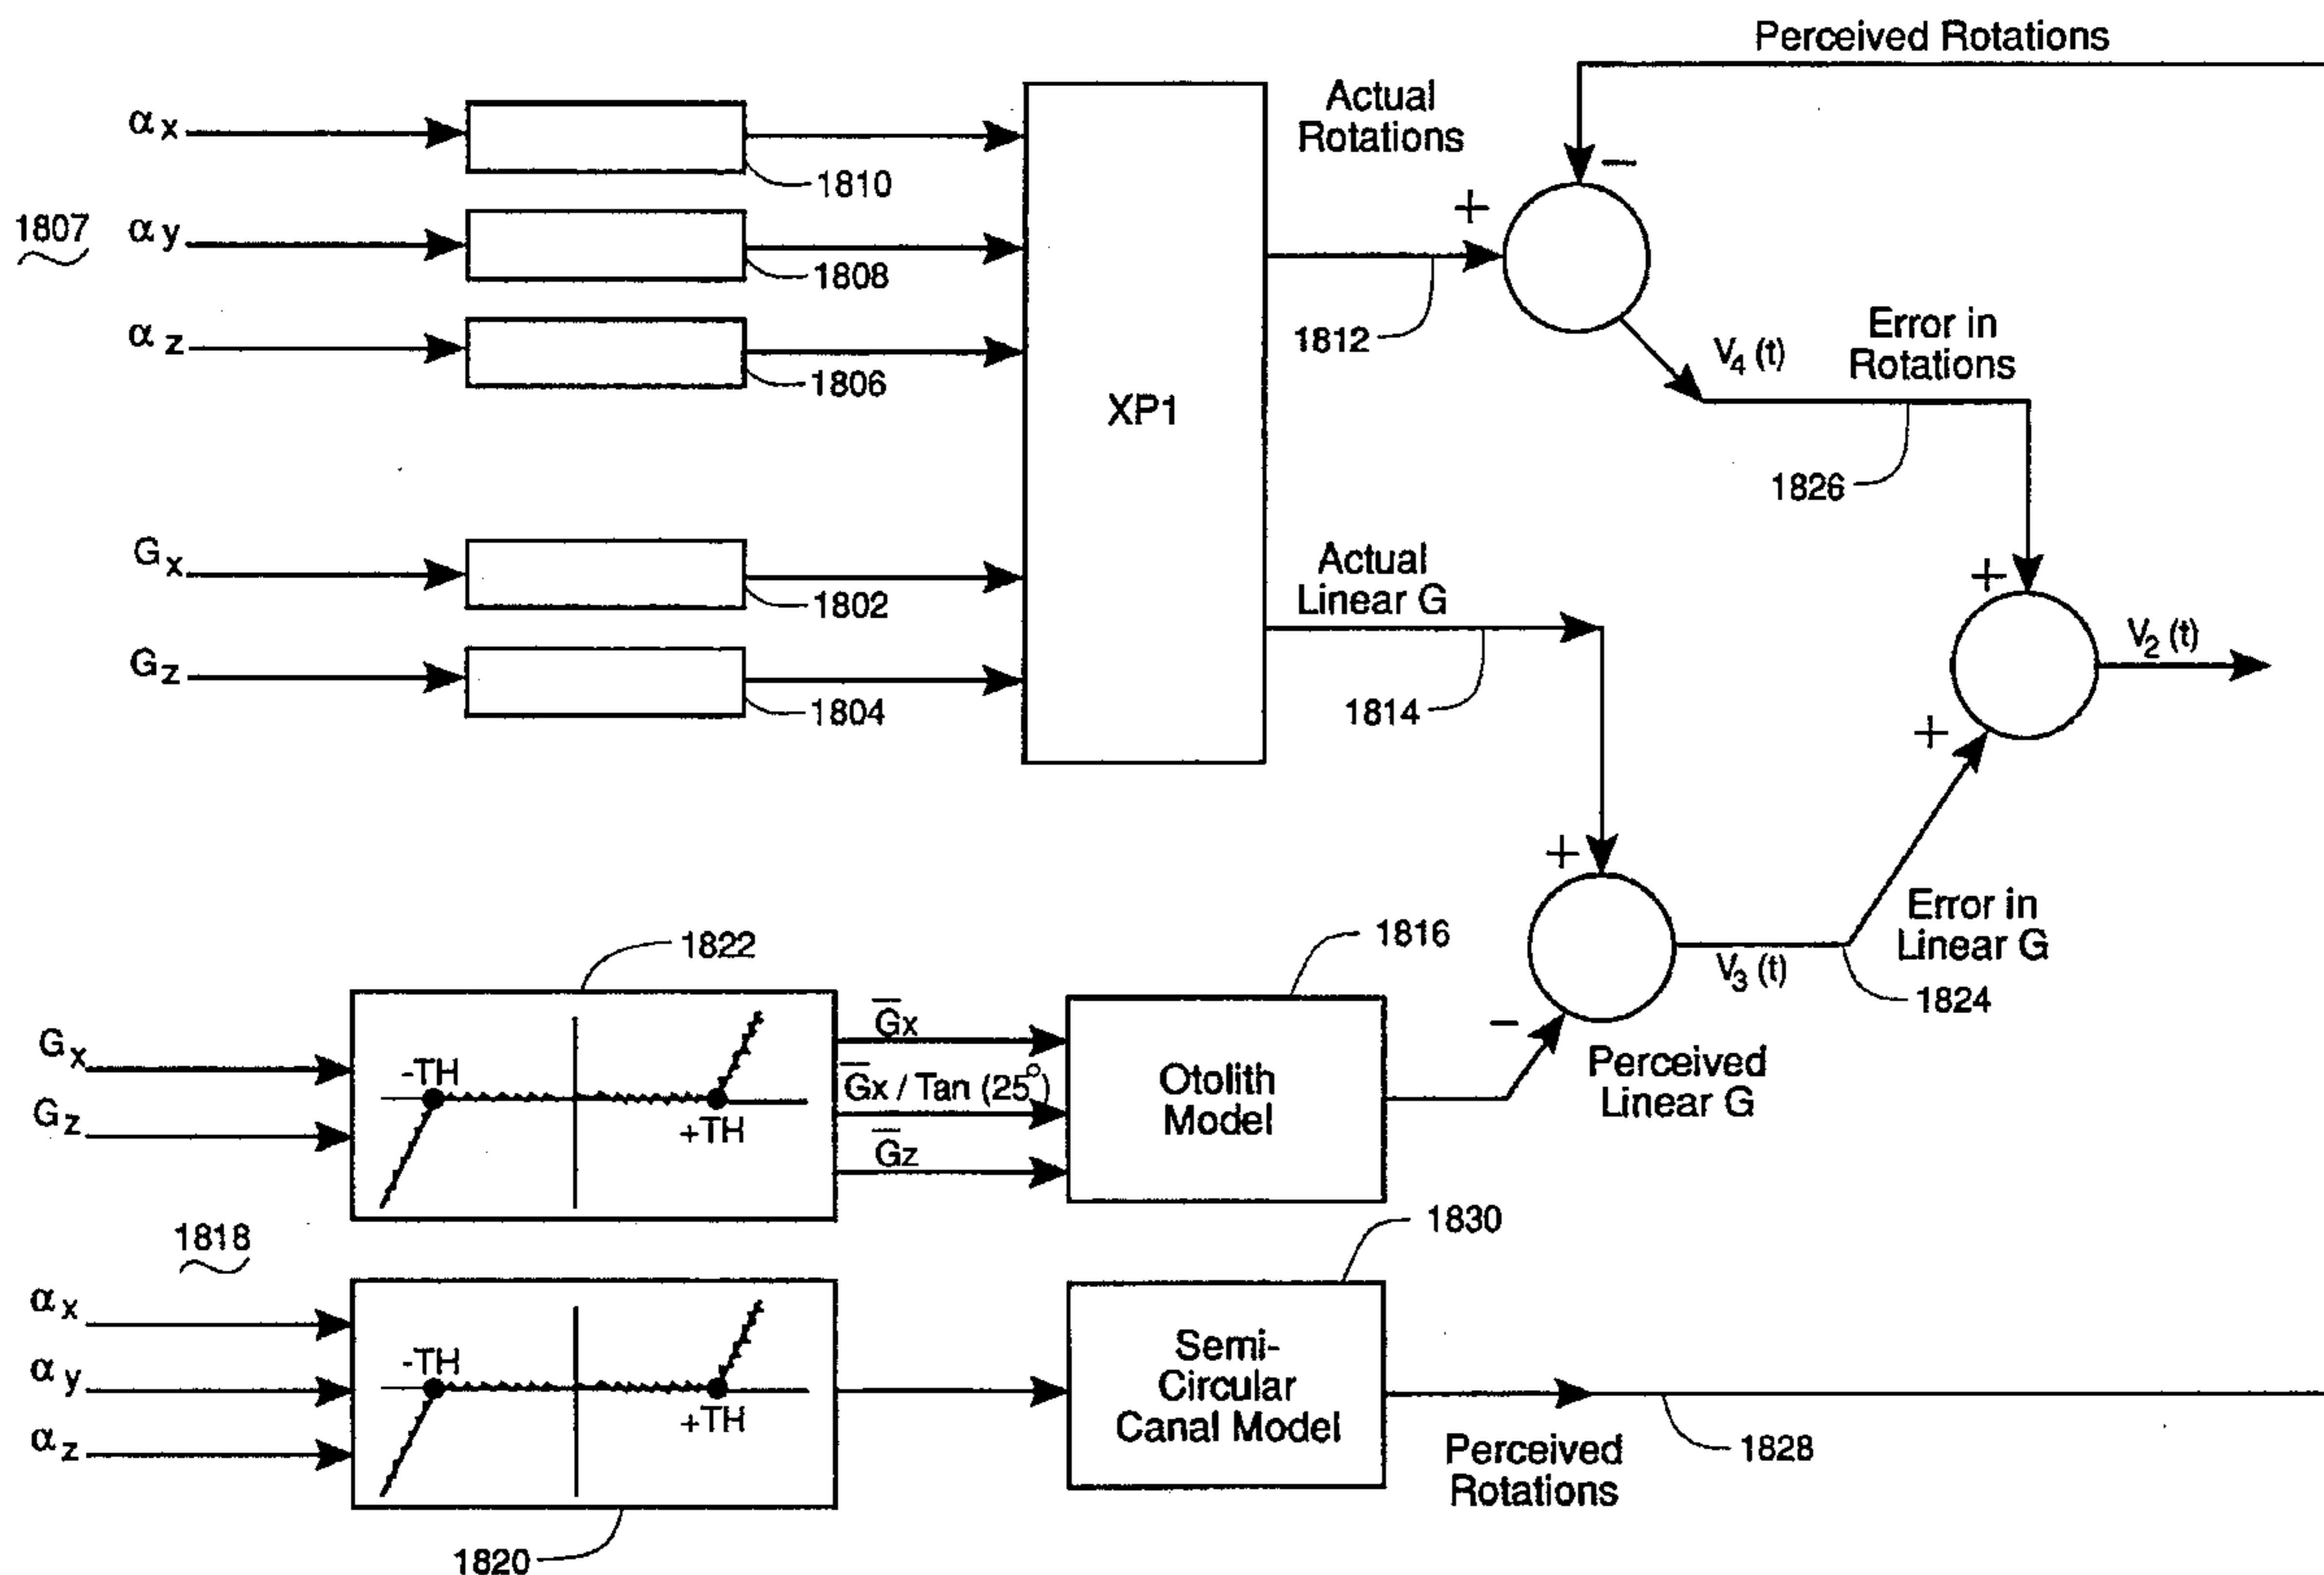 Perceived Rotations
αx
1810
Actual
Rotations
−
+
1807
αy
1808
αz
1806
1812
V4 (t)
Error in
Rotations
XP1
1826
Gx
1802
Actual
Linear G
+
V2 (t)
Gz
1804
1814
+
+
Error in
Linear G
V3 (t)
1824
1822
1816
Gx
Gz
-TH
+TH
G̅x
G̅x / Tan (25°)
G̅z
Otolith
Model
−
Perceived
Linear G
1818
1830
αx
αy
αz
-TH
+TH
Semi-
Circular
Canal Model
Perceived
Rotations
1828
1820